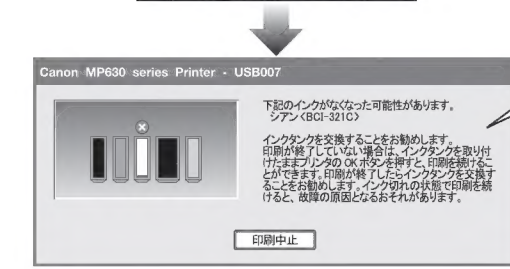 Canon MP630 series Printer - USB007
下記のインクがなくなった可能性があります。
シアン<BCI-321C>
インクタンクを交換することをお勧めします。
印刷が終了していない場合は、インクタンクを取り付
けたままプリンタの OK ボタンを押すと、印刷を続けるこ
とができます。印刷が終了したらインクタンクを交換す
ることをお勧めします。インク切れの状態で印刷を続
けると、故障の原因となるおそれがあります。
印刷中止